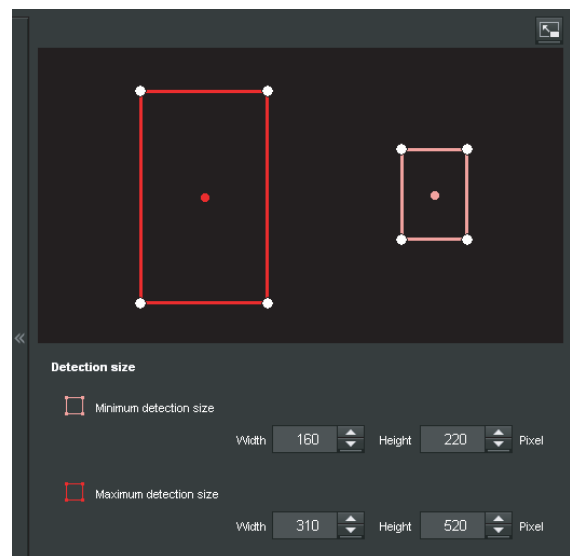 Detection size
Minimum detection size
Width 160 Height 220 Pixel
Maximum detection size
Width 310 Height 520 Pixel